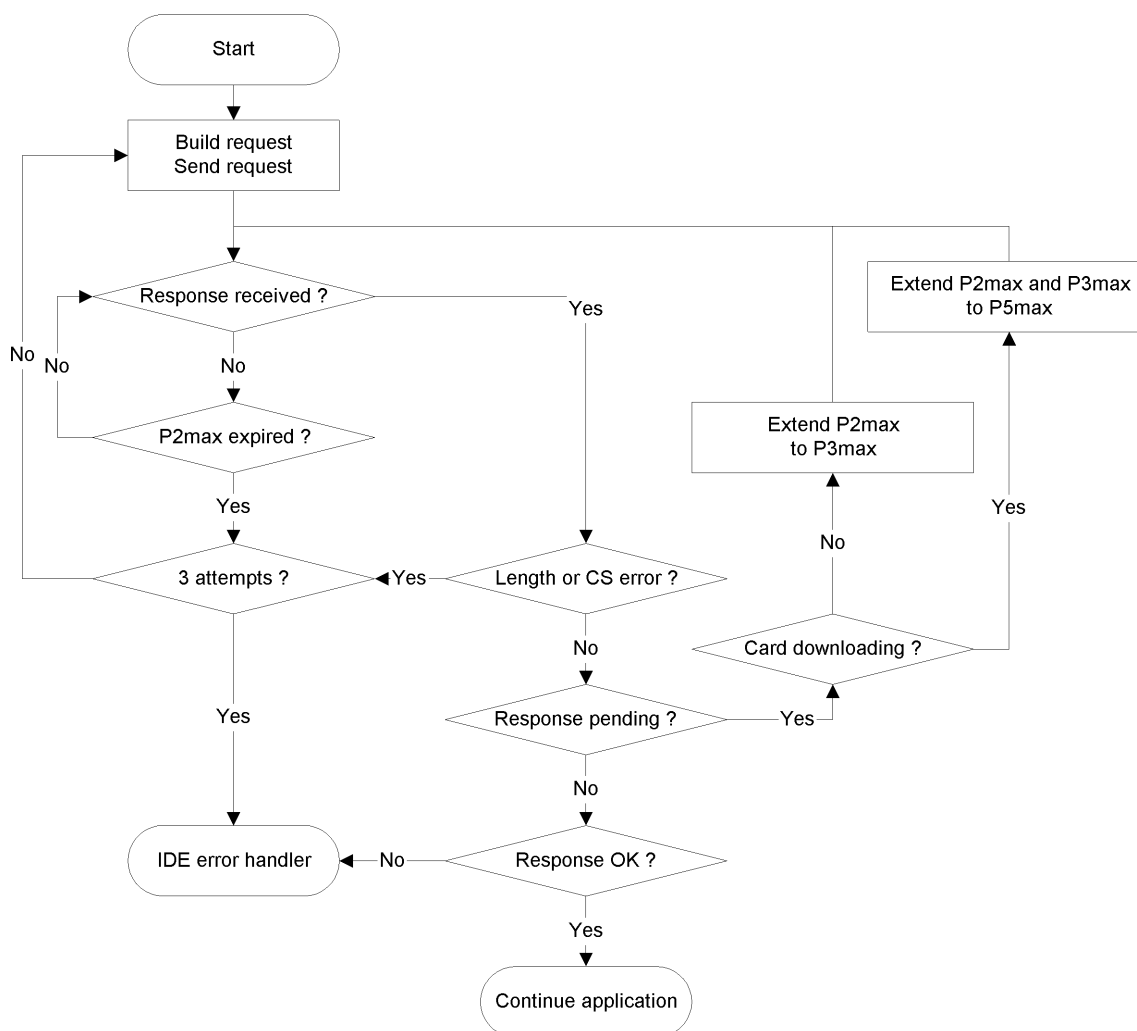 Start
Build request
Send request
Response received ?
Yes
Extend P2max and P3max
to P5max
No
No
No
P2max expired ?
Extend P2max
to P3max
Yes
Yes
No
3 attempts ?
Yes
Length or CS error ?
No
Card downloading ?
Yes
Response pending ?
Yes
No
IDE error handler
No
Response OK ?
Yes
Continue application